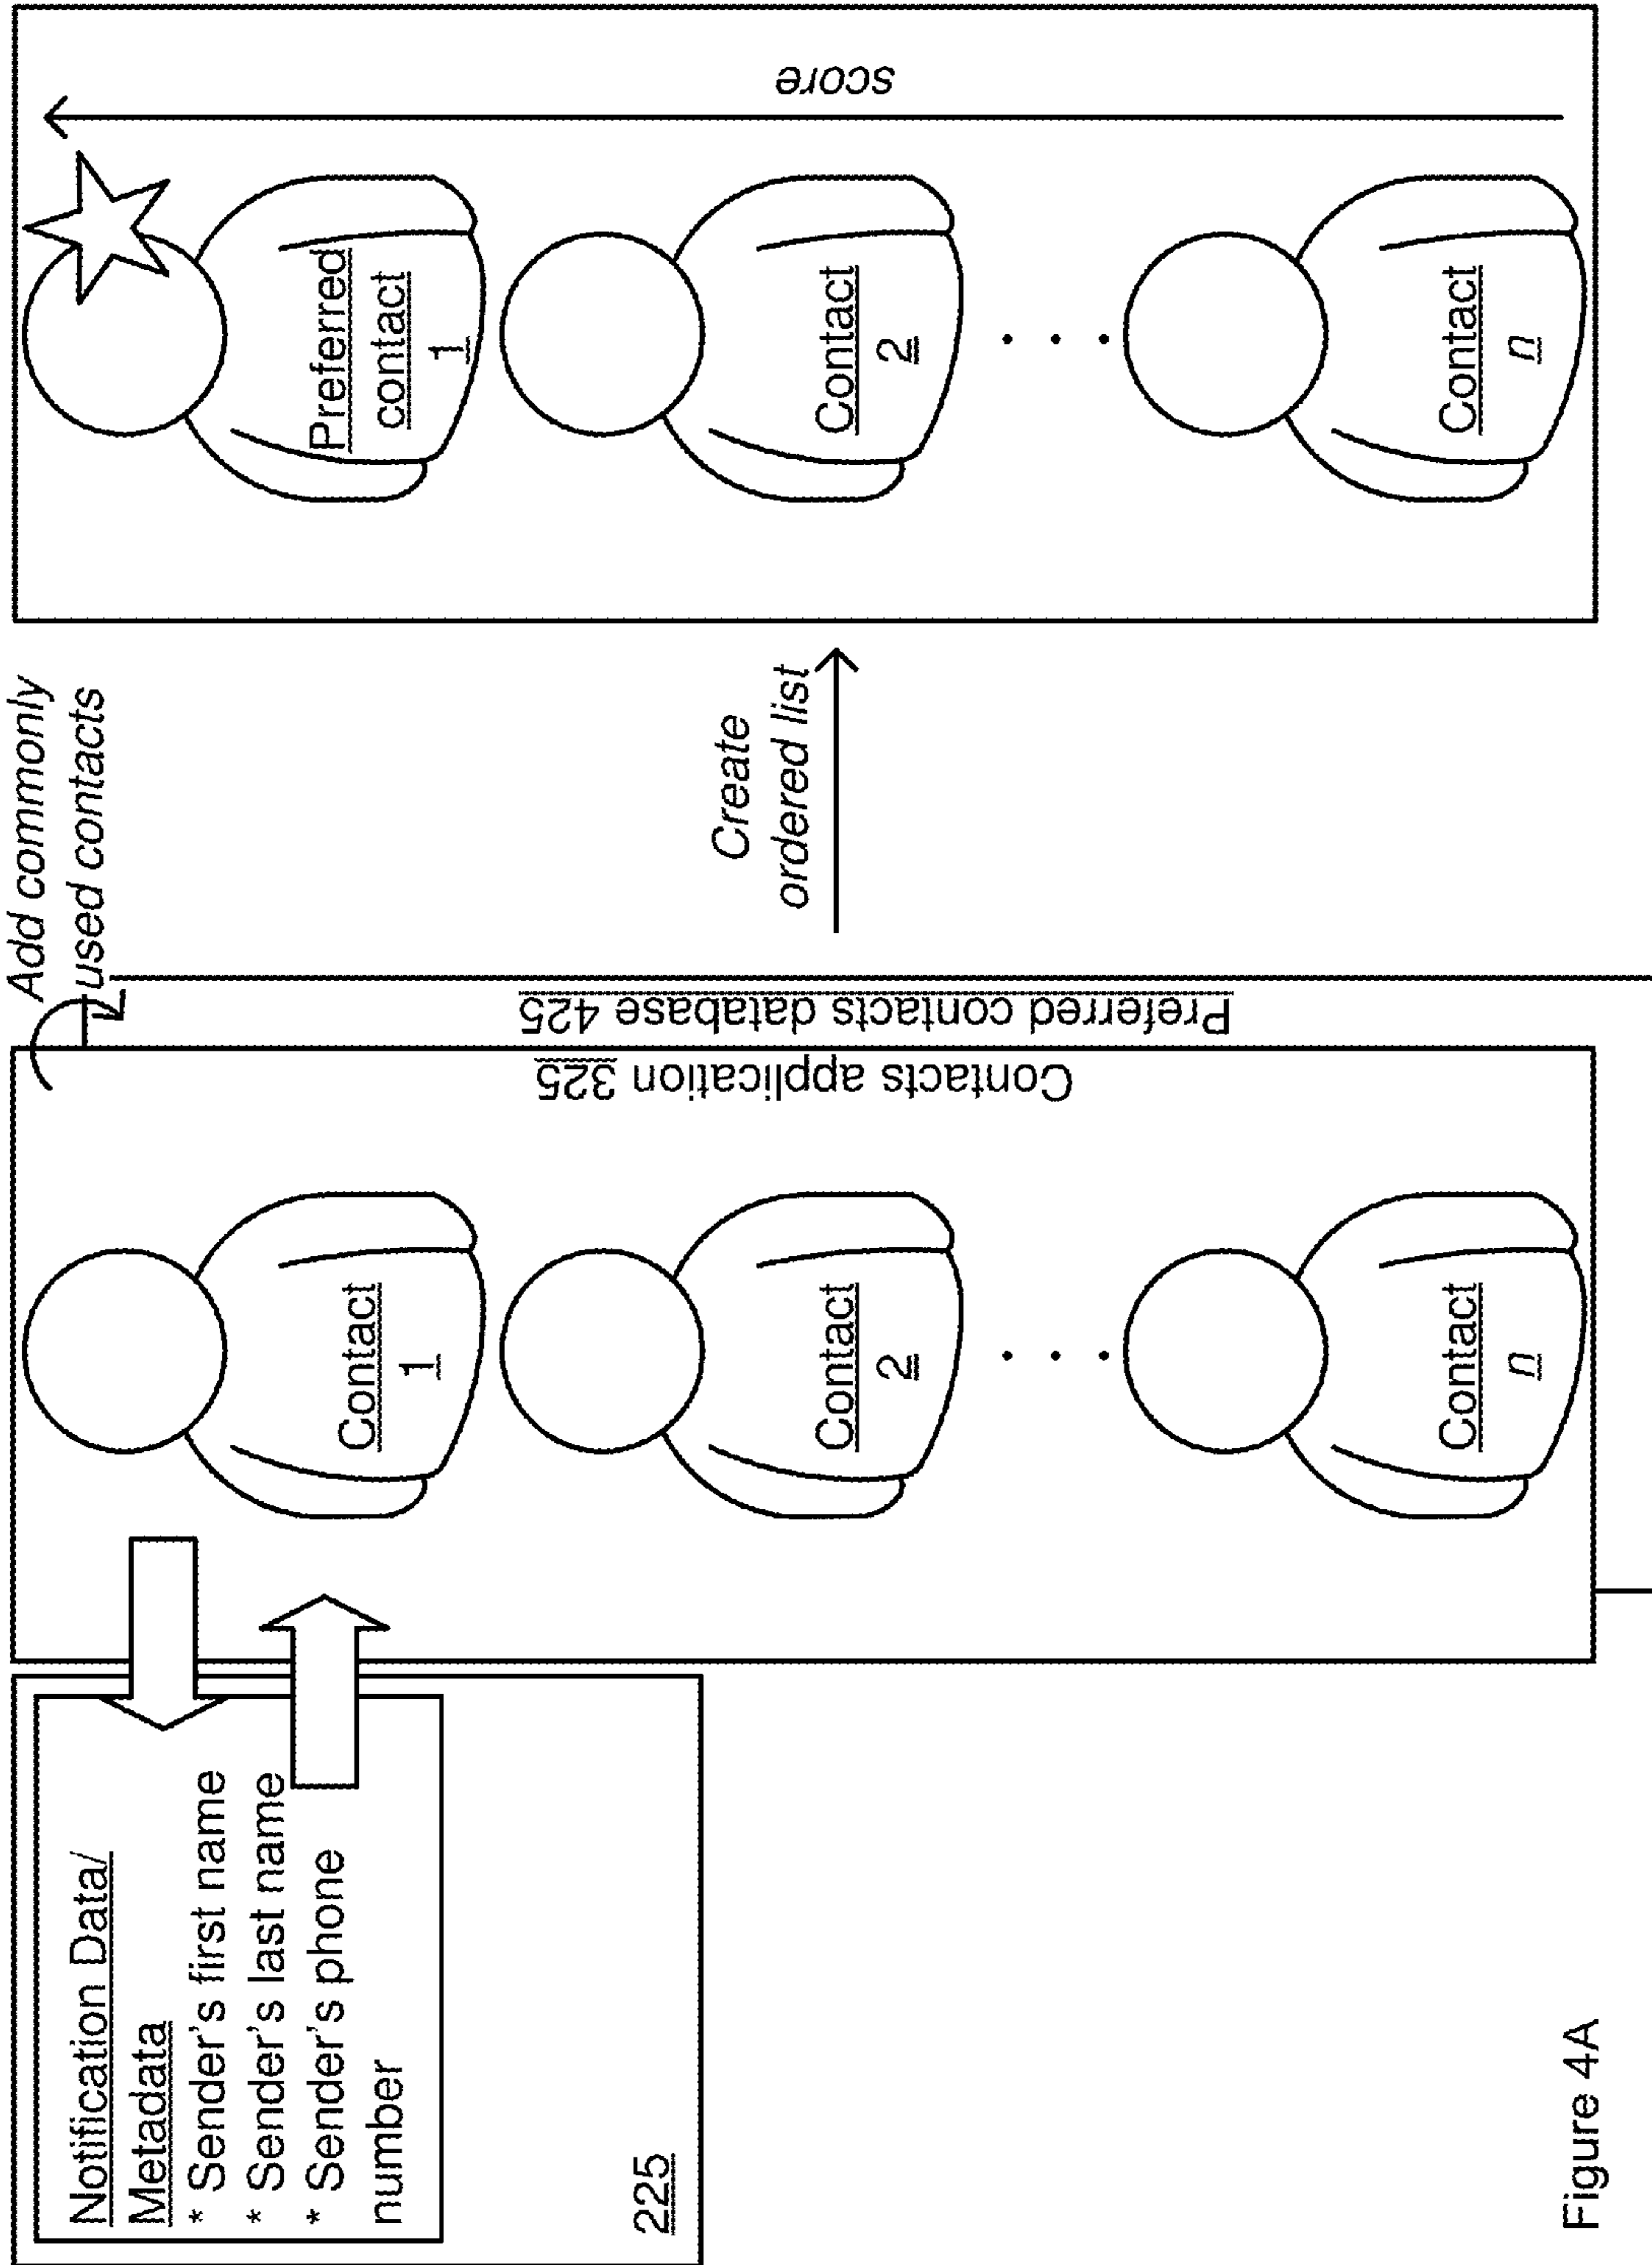 Notification Data/
Metadata
* Sender's first name
* Sender's last name
* Sender's phone
number
225
Contact
1
Contact
2
Contact
n
Contacts application 325
Preferred contacts database 425
Add commonly
used contacts
Create
ordered list
Preferred
contact
1
Contact
2
Contact
n
score
Figure 4A